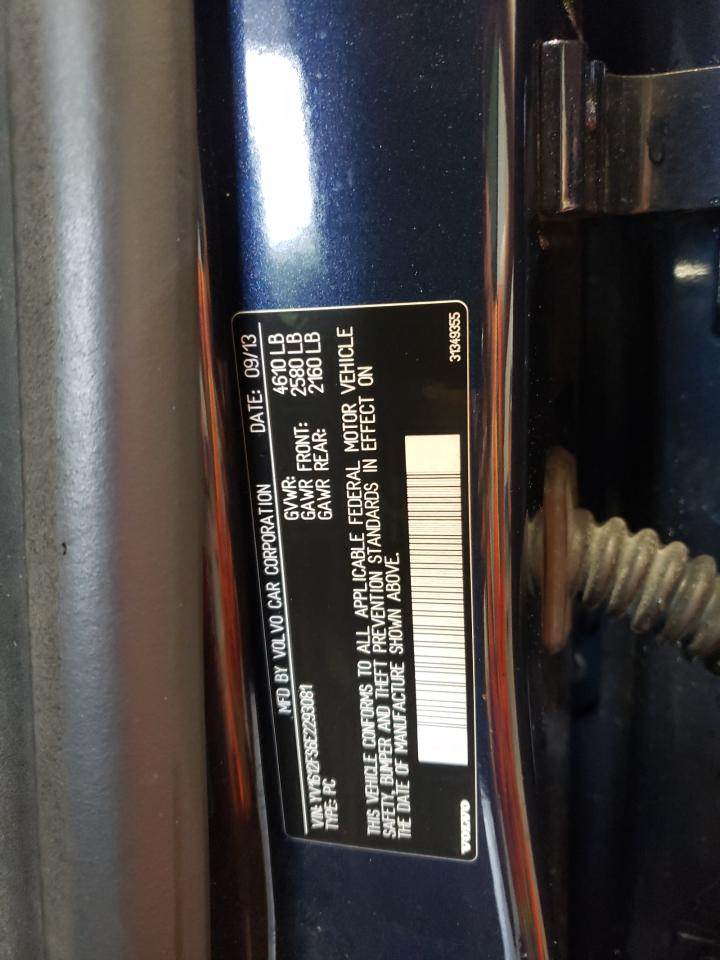 MFD BY VOLVO CAR CORPORATION DATE: 09/13
GVWR: 4610 LB
GAWR FRONT: 2580 LB
GAWR REAR: 2160 LB
VIN: YV1612FS6E2293081
TYPE: PC
THIS VEHICLE CONFORMS TO ALL APPLICABLE FEDERAL MOTOR VEHICLE
SAFETY, BUMPER AND THEFT PREVENTION STANDARDS IN EFFECT ON
THE DATE OF MANUFACTURE SHOWN ABOVE.
VOLVO 31349355